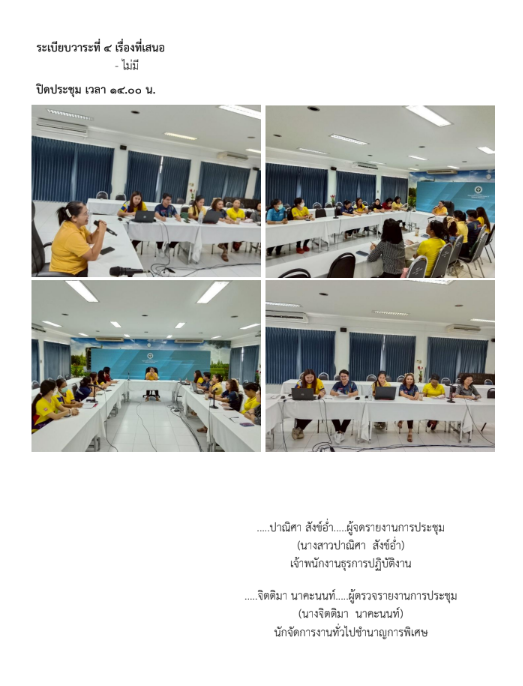 ระเบียบวาระที่ ๔ เรื่องที่เสนอ
- ไม่มี
ปิดประชุม เวลา ๑๔.๐๐ น.
.....ปาณิศา สังข์อ่ำ.....ผู้จดรายงานการประชุม
(นางสาวปาณิศา สังข์อ่ำ)
เจ้าพนักงานธุรการปฏิบัติงาน
.....จิตติมา นาคะนนท์.....ผู้ตรวจรายงานการประชุม
(นางจิตติมา นาคะนนท์)
นักจัดการงานทั่วไปชำนาญการพิเศษ